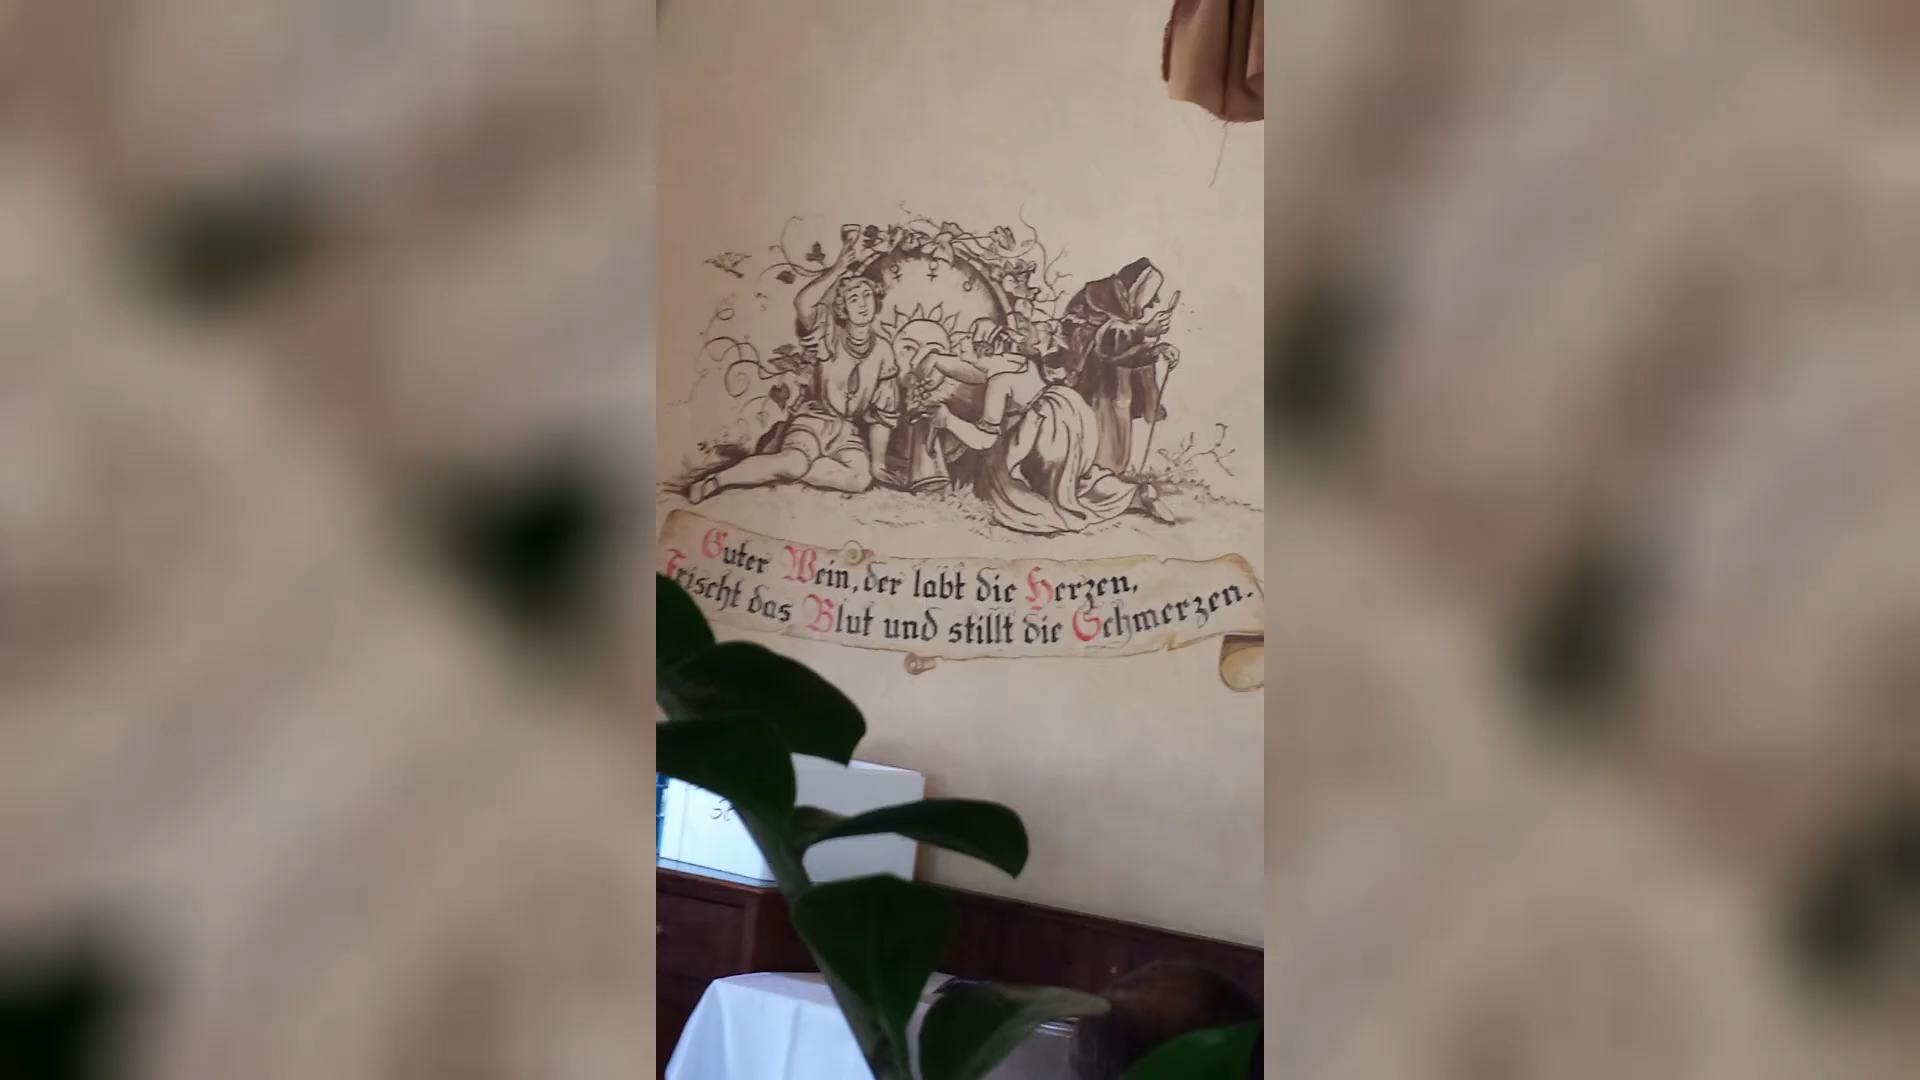 Guter Wein, der labt die Herzen,
Frischt das Blut und stillt die Schmerzen.